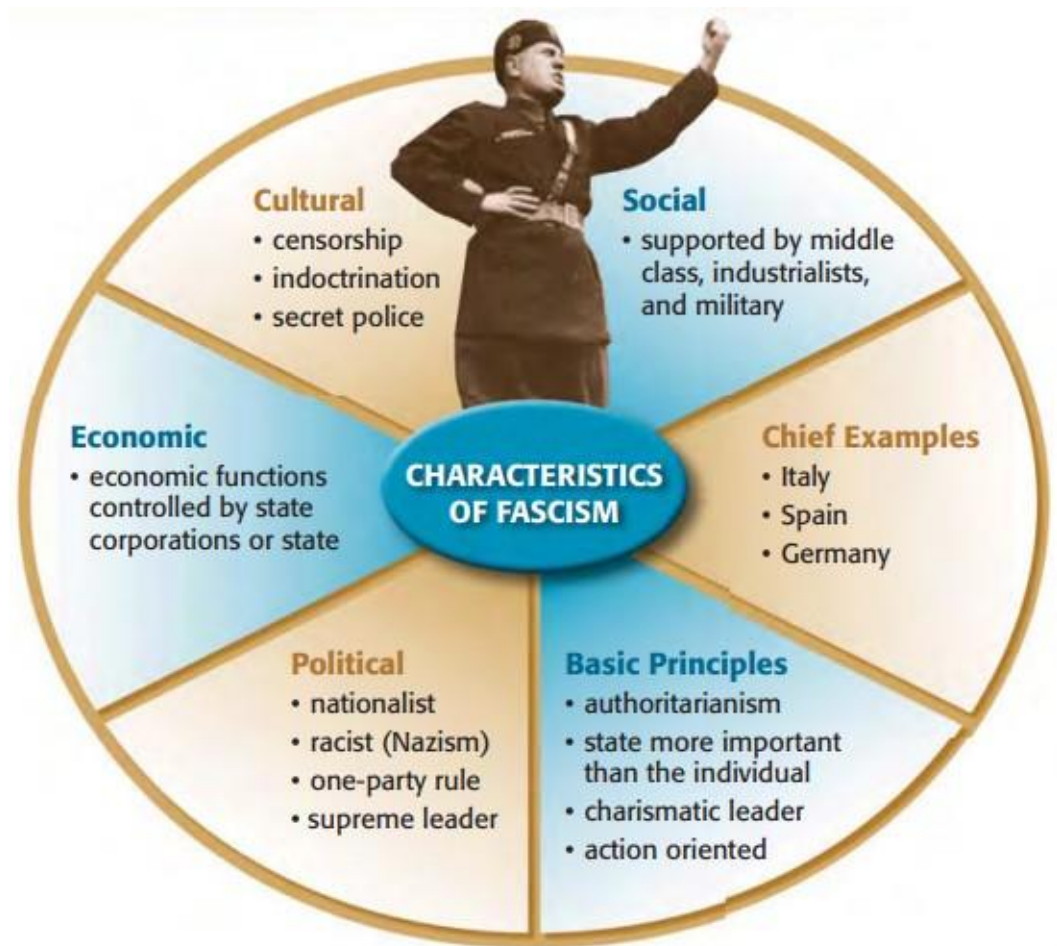 Cultural
• censorship
• indoctrination
• secret police
Social
• supported by middle
class, industrialists,
and military
Economic
• economic functions
controlled by state
corporations or state
CHARACTERISTICS
OF FASCISM
Chief Examples
• Italy
• Spain
• Germany
Political
• nationalist
• racist (Nazism)
• one-party rule
• supreme leader
Basic Principles
• authoritarianism
• state more important
than the individual
• charismatic leader
• action oriented